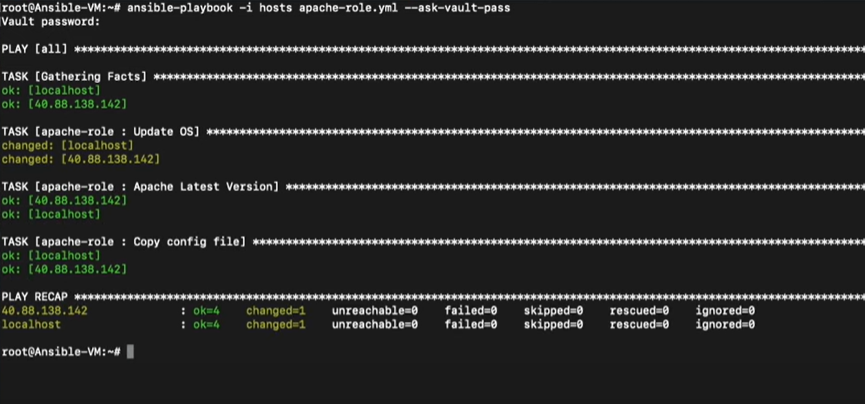 root@Ansible-VM:~# ansible-playbook -i hosts apache-role.yml --ask-vault-pass
Vault password:
PLAY [all] ************************************************************************************************************************
TASK [Gathering Facts] ************************************************************************************************************
ok: [localhost]
ok: [40.88.138.142]
TASK [apache-role : Update OS] ****************************************************************************************************
changed: [localhost]
changed: [40.88.138.142]
TASK [apache-role : Apache Latest Version] ****************************************************************************************
ok: [40.88.138.142]
ok: [localhost]
TASK [apache-role : Copy config file] *********************************************************************************************
ok: [localhost]
ok: [40.88.138.142]
PLAY RECAP ************************************************************************************************************************
40.88.138.142 : ok=4 changed=1 unreachable=0 failed=0 skipped=0 rescued=0 ignored=0
localhost : ok=4 changed=1 unreachable=0 failed=0 skipped=0 rescued=0 ignored=0
root@Ansible-VM:~#